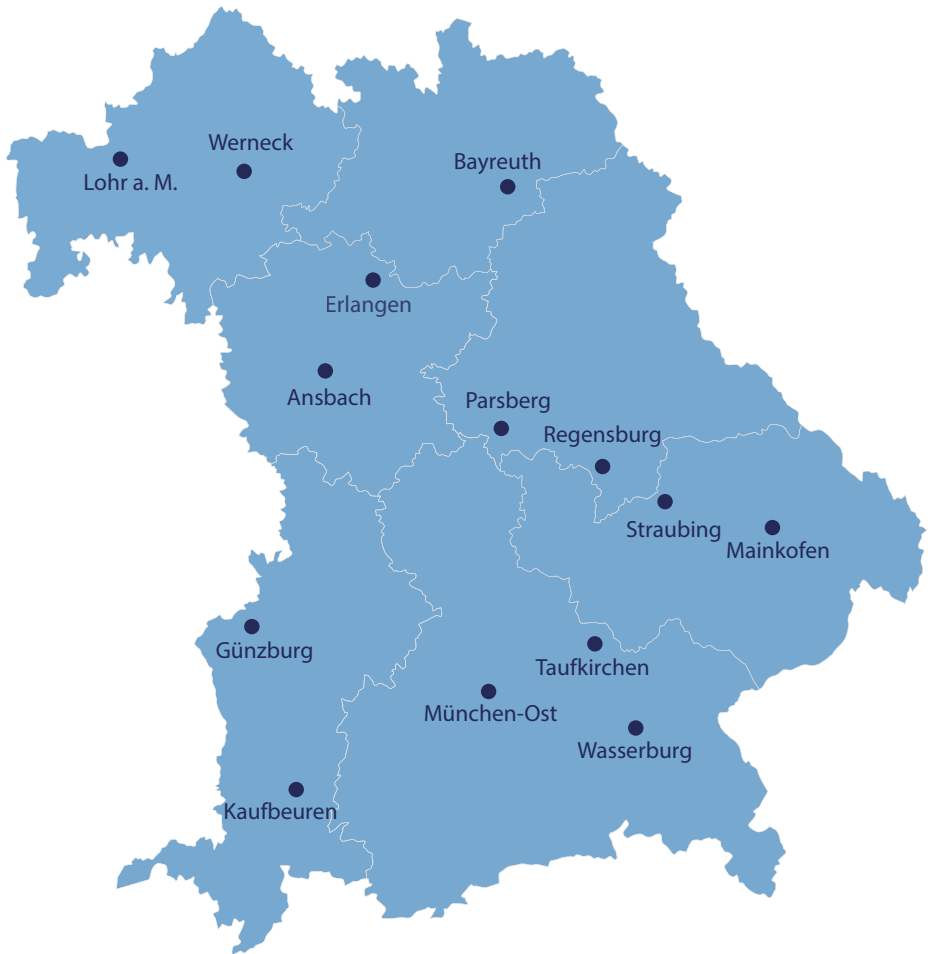 Werneck
Bayreuth
Lohr a. M.
Erlangen
Ansbach
Parsberg
Regensburg
Straubing
Mainkofen
Günzburg
Taufkirchen
München-Ost
Wasserburg
Kaufbeuren